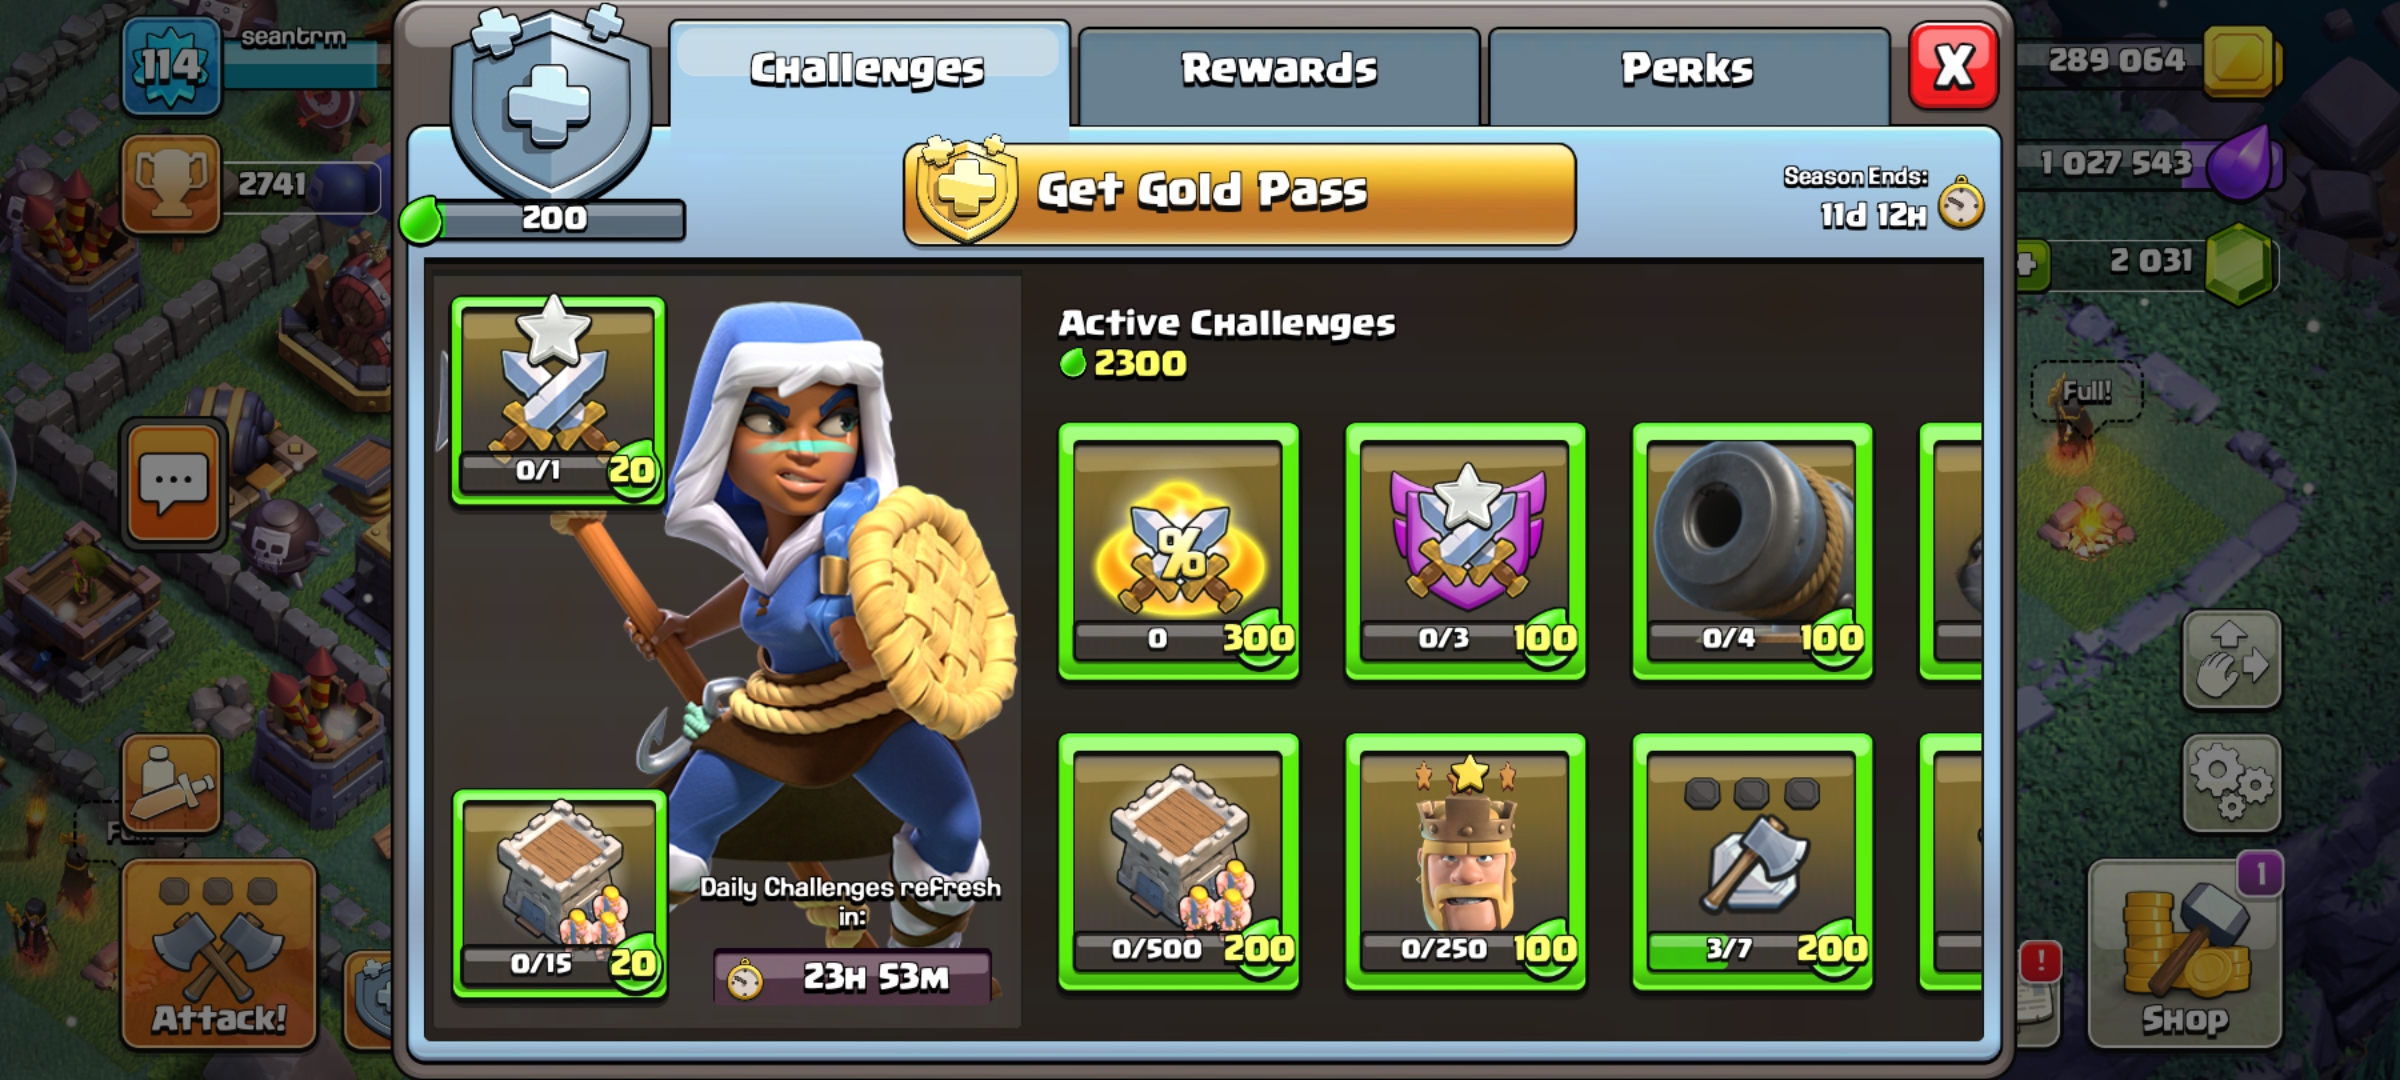 114
seantrm
2741
Challenges
Rewards
Perks
X
289 064
1 027 543
2 031
200
Get Gold Pass
Season Ends:
11d 12H
Full!
Active Challenges
2300
0/1
20
0
300
0/3
100
0/4
100
%
0/15
20
Daily Challenges refresh
in:
23H 53M
0/500
200
0/250
100
3/7
200
Attack!
!
1
Shop